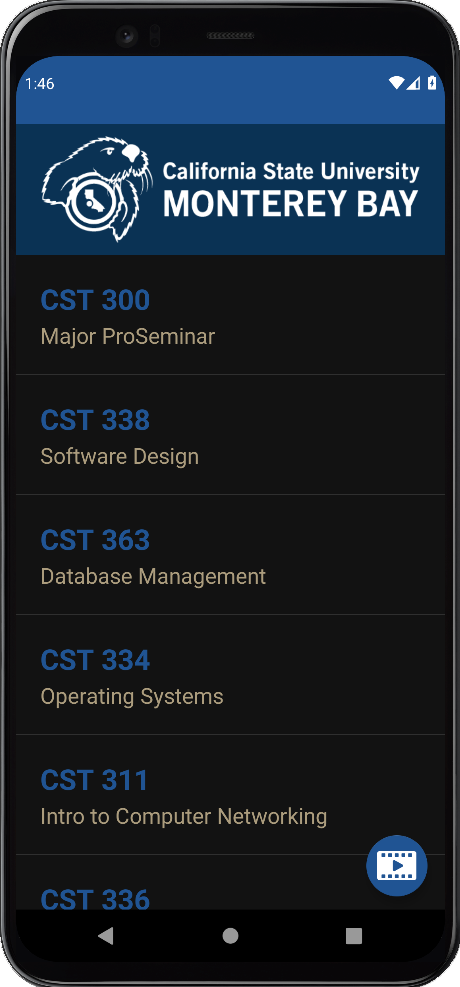 1:46
California State University
MONTEREY BAY
CST 300
Major ProSeminar
CST 338
Software Design
CST 363
Database Management
CST 334
Operating Systems
CST 311
Intro to Computer Networking
CST 336